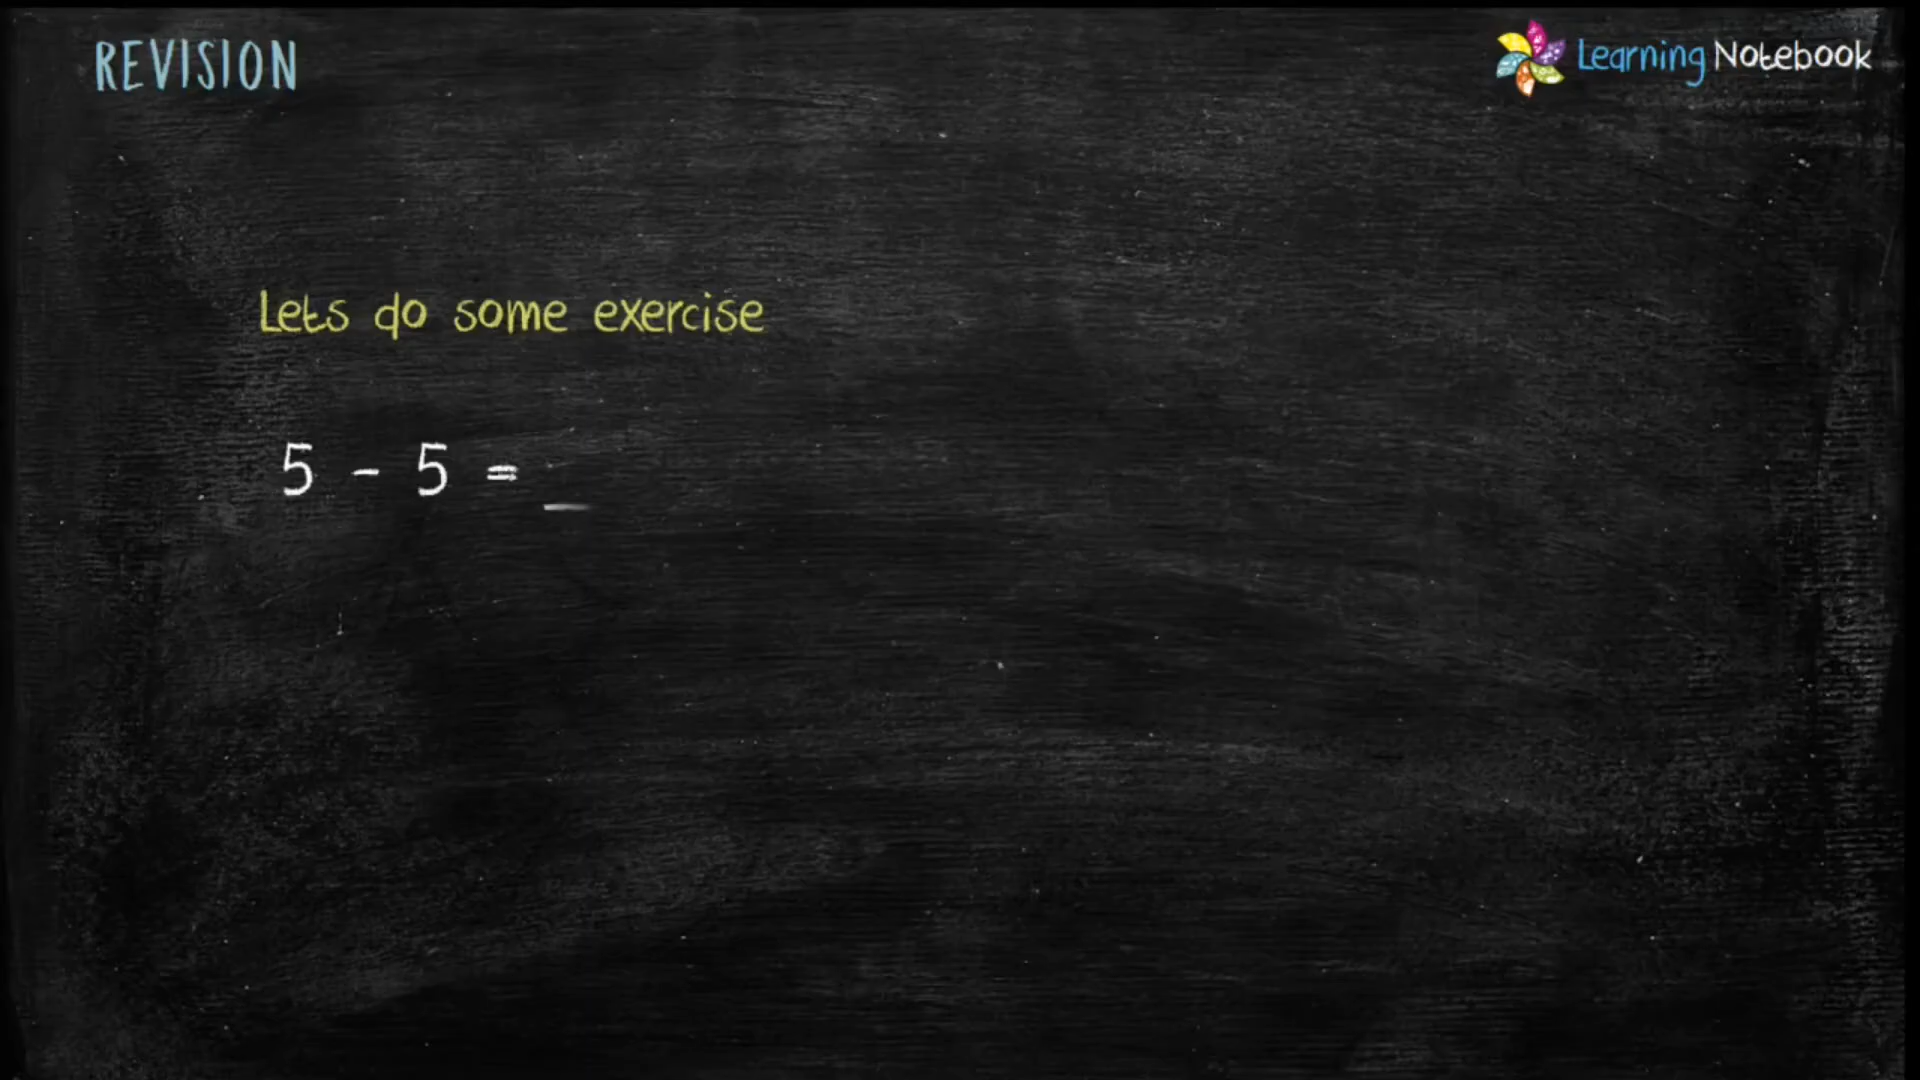 REVISION
Learning Notebook
Lets do some exercise
5 - 5 = _